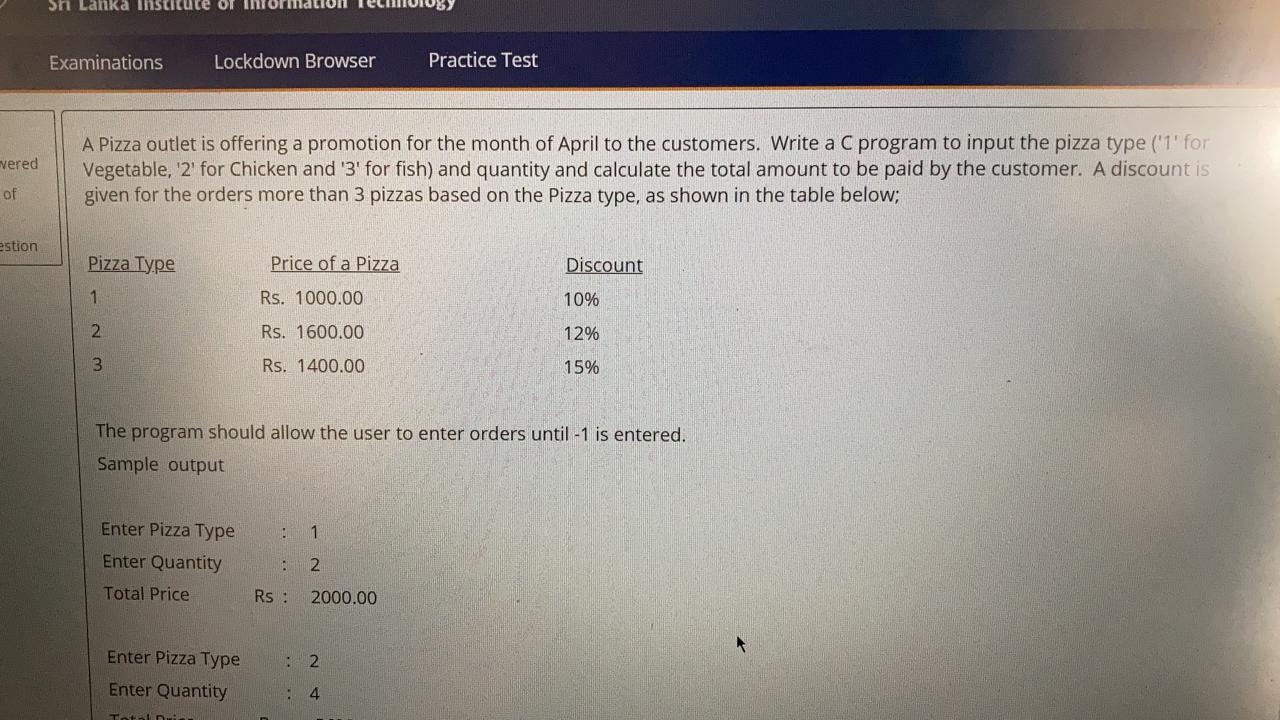 Sri Lanka Institute of Information Technology
Examinations Lockdown Browser Practice Test
wered
of
estion
A Pizza outlet is offering a promotion for the month of April to the customers. Write a C program to input the pizza type ('1' for
Vegetable, '2' for Chicken and '3' for fish) and quantity and calculate the total amount to be paid by the customer. A discount is
given for the orders more than 3 pizzas based on the Pizza type, as shown in the table below;
Pizza Type Price of a Pizza Discount
1 Rs. 1000.00 10%
2 Rs. 1600.00 12%
3 Rs. 1400.00 15%
The program should allow the user to enter orders until -1 is entered.
Sample output
Enter Pizza Type : 1
Enter Quantity : 2
Total Price Rs : 2000.00
Enter Pizza Type : 2
Enter Quantity : 4
Total Price